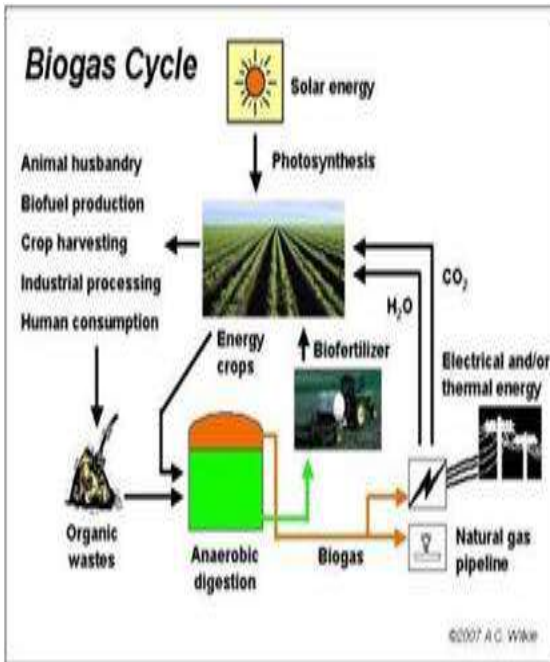 Biogas Cycle
Solar energy
Photosynthesis
Animal husbandry
Biofuel production
Crop harvesting
Industrial processing
Human consumption
CO2
H2O
Energy
crops
Biofertilizer
Electrical and/or
thermal energy
Organic
wastes
Anaerobic
digestion
Biogas
Natural gas
pipeline
©2007 A.C. Wilkie